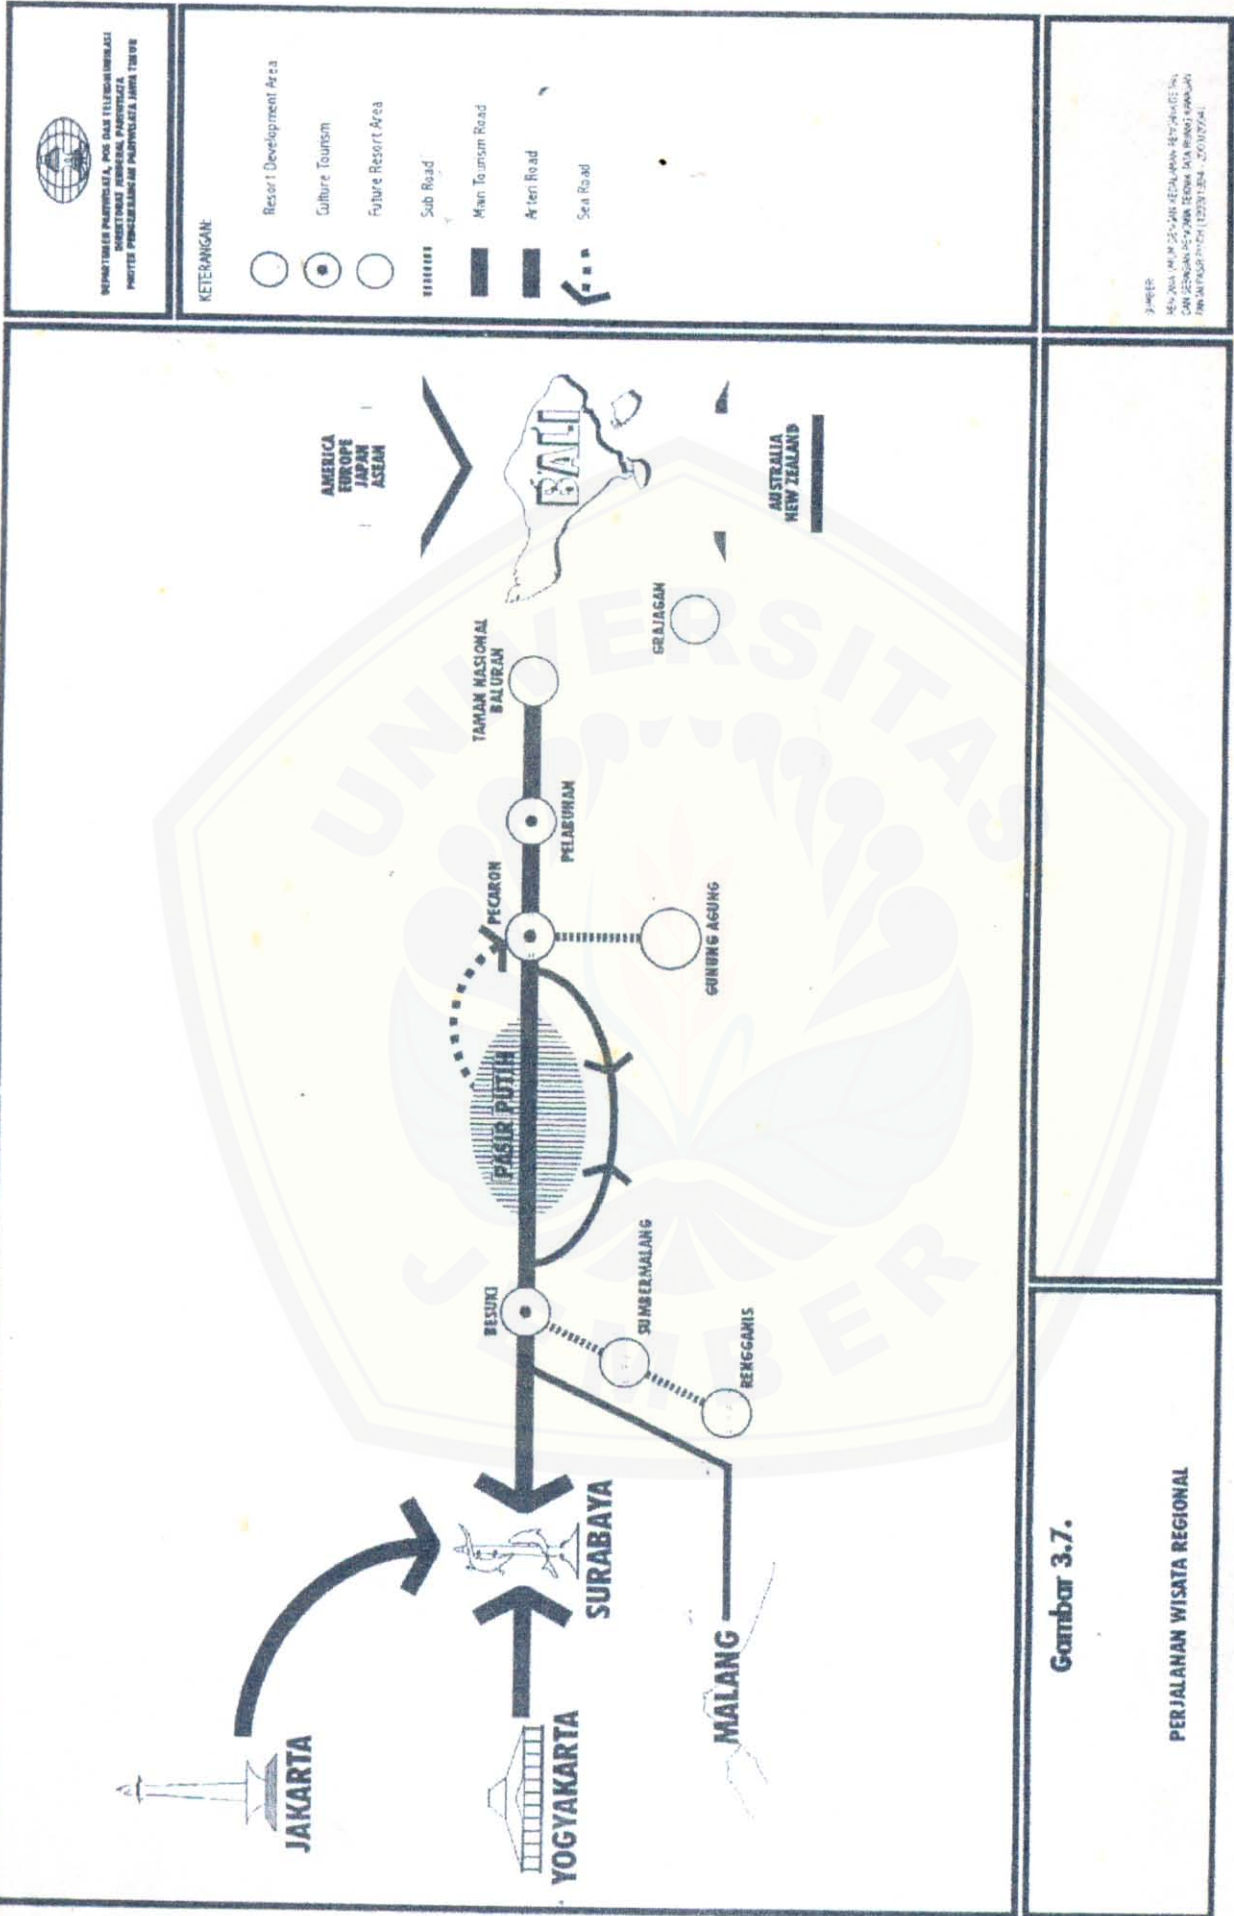 DEPARTEMEN PARIWISATA, POS DAN TELEKOMUNIKASI
DIREKTORAT JENDERAL PARIWISATA
PROYEK PENGEMBANGAN PARIWISATA JAWA TIMUR
KETERANGAN:
Resort Development Area
Culture Tourism
Future Resort Area
Sub Road
Main Tourism Road
Arteri Road
Sea Road
AMERICA
EUROPE
JAPAN
ASEAN
BALI
AUSTRALIA
NEW ZEALAND
JAKARTA
YOGYAKARTA
SURABAYA
MALANG
BESUKI
SUMBERMALANG
RENGGANIS
PASIR PUTIH
PECARON
GUNUNG AGUNG
PELABUHAN
TAMAN NASIONAL
BALURAN
GRAJAGAN
UNIVERSITAS
JEMBER
Gambar 3.7.
PERJALANAN WISATA REGIONAL
SUMBER: